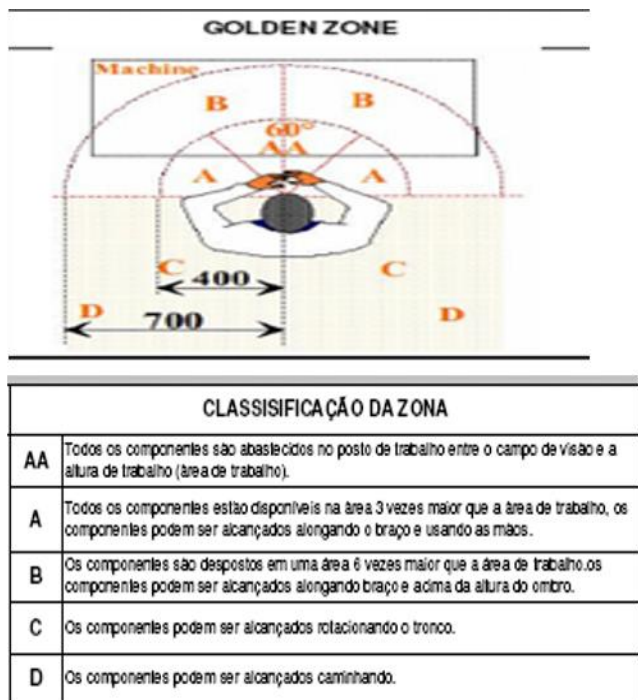 GOLDEN ZONE
Machine
B B
60°
AA
A A
C C
400
D D
700
CLASSISIFICAÇÃO DA ZONA
AA Todos os componentes são abastecidos no posto de trabalho entre o campo de visão e a
altura de trabalho (área de trabalho).
A Todos os componentes estão disponíveis na área 3 vezes maior que a área de trabalho, os
componentes podem ser alcançados alongando o braço e usando as mãos.
B Os componentes são despostos em uma área 6 vezes maior que a área de trabalho.os
componentes podem ser alcançados alongando braço e acima da altura do ombro.
C Os componentes podem ser alcançados rotacionando o tronco.
D Os componentes podem ser alcançados caminhando.